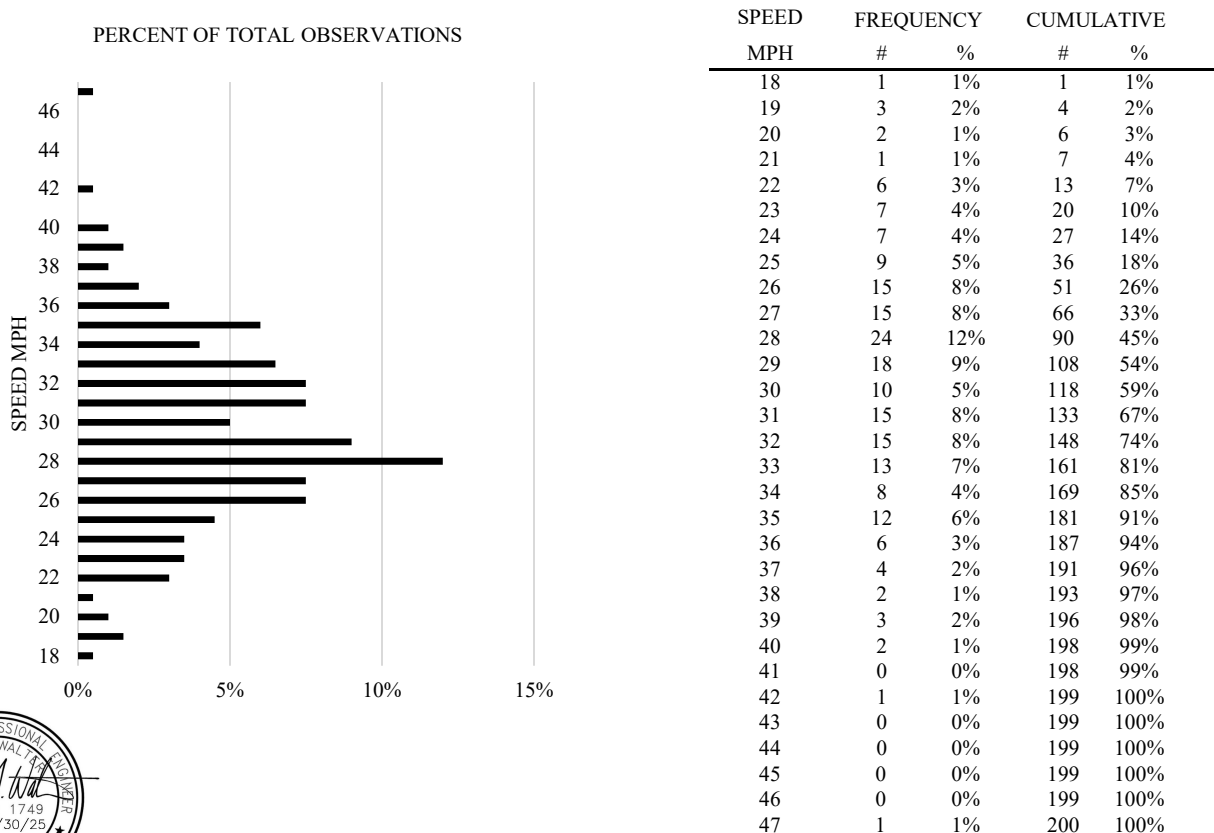 PERCENT OF TOTAL OBSERVATIONS
46
44
42
40
38
36
34
32
30
28
26
24
22
20
18
SPEED MPH
0% 5% 10% 15%
SPEED FREQUENCY CUMULATIVE
MPH # % # %
18 1 1% 1 1%
19 3 2% 4 2%
20 2 1% 6 3%
21 1 1% 7 4%
22 6 3% 13 7%
23 7 4% 20 10%
24 7 4% 27 14%
25 9 5% 36 18%
26 15 8% 51 26%
27 15 8% 66 33%
28 24 12% 90 45%
29 18 9% 108 54%
30 10 5% 118 59%
31 15 8% 133 67%
32 15 8% 148 74%
33 13 7% 161 81%
34 8 4% 169 85%
35 12 6% 181 91%
36 6 3% 187 94%
37 4 2% 191 96%
38 2 1% 193 97%
39 3 2% 196 98%
40 2 1% 198 99%
41 0 0% 198 99%
42 1 1% 199 100%
43 0 0% 199 100%
44 0 0% 199 100%
45 0 0% 199 100%
46 0 0% 199 100%
47 1 1% 200 100%
ENGINEER
1749
/30/25